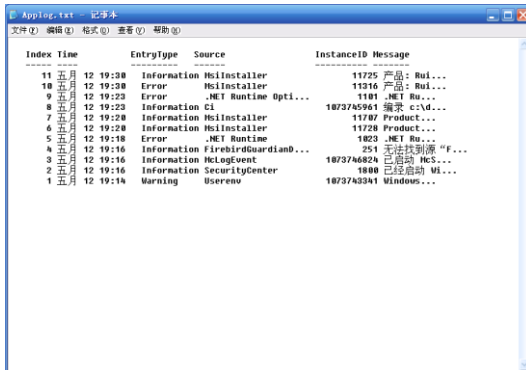 Applog.txt - 记事本
文件(F) 编辑(E) 格式(O) 查看(V) 帮助(H)
Index Time EntryType Source InstanceID Message
----- ---- --------- ------ ---------- -------
11 五月 12 19:30 Information MsiInstaller 11725 产品: Rui...
10 五月 12 19:30 Error MsiInstaller 11316 产品: Rui...
9 五月 12 19:23 Error .NET Runtime Opti... 1101 .NET Ru...
8 五月 12 19:23 Information Ci 1073745961 编录 c:\d...
7 五月 12 19:20 Information MsiInstaller 11707 Product...
6 五月 12 19:20 Information MsiInstaller 11728 Product...
5 五月 12 19:18 Error .NET Runtime 1023 .NET Ru...
4 五月 12 19:16 Information FirebirdGuardianD... 251 无法找到源 “F...
3 五月 12 19:16 Information McLogEvent 1073746824 已启动 McS...
2 五月 12 19:16 Information SecurityCenter 1800 已经启动 Wi...
1 五月 12 19:14 Warning Userenv 1073743341 Windows...